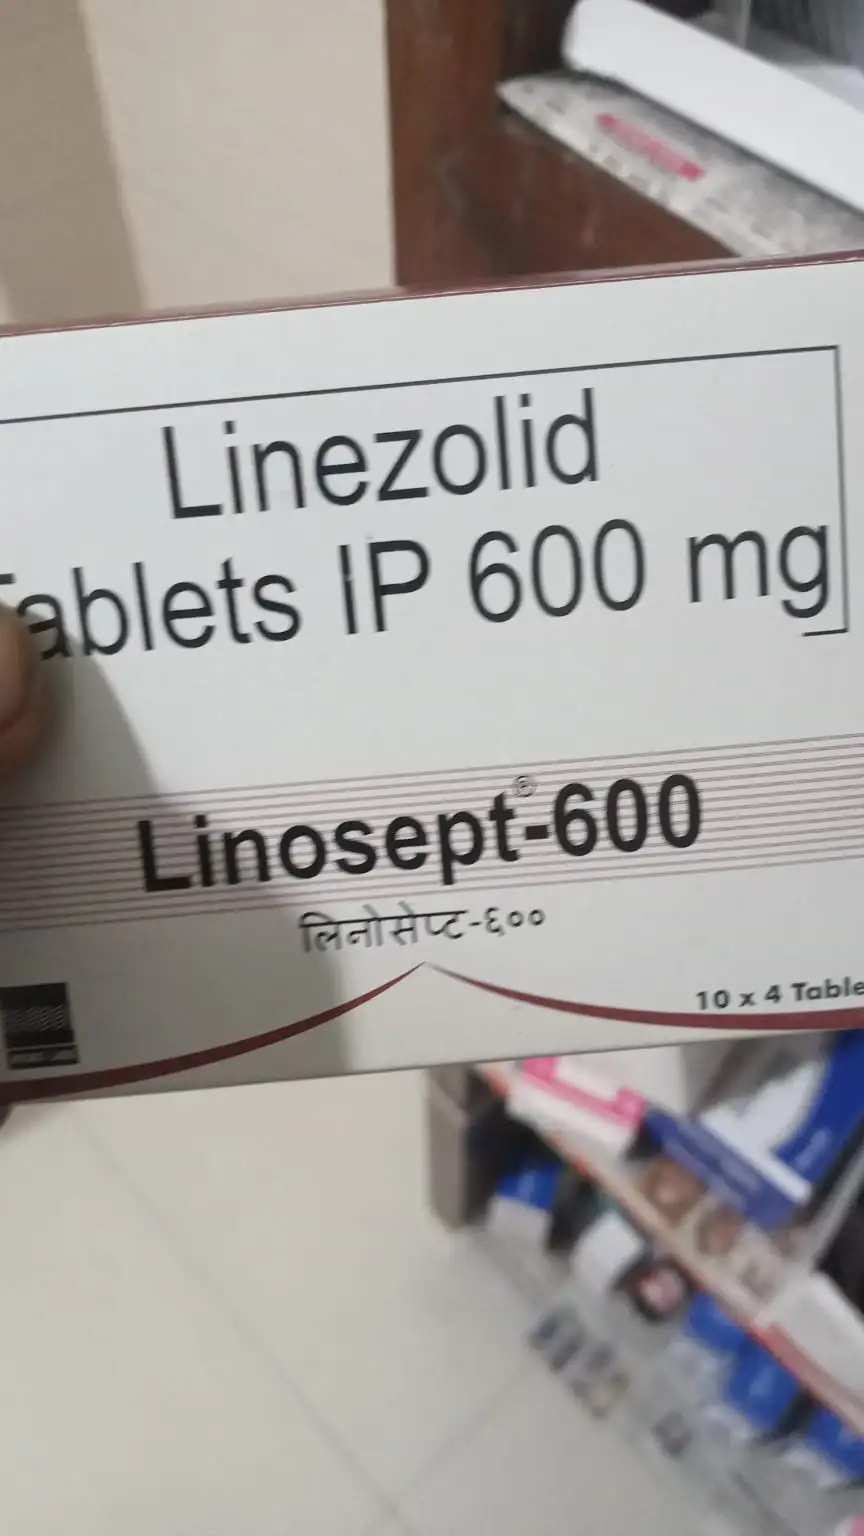 Linezolid
ablets IP 600 mg
Linosept®-600
लिनोसेप्ट-६००
10 x 4 Table